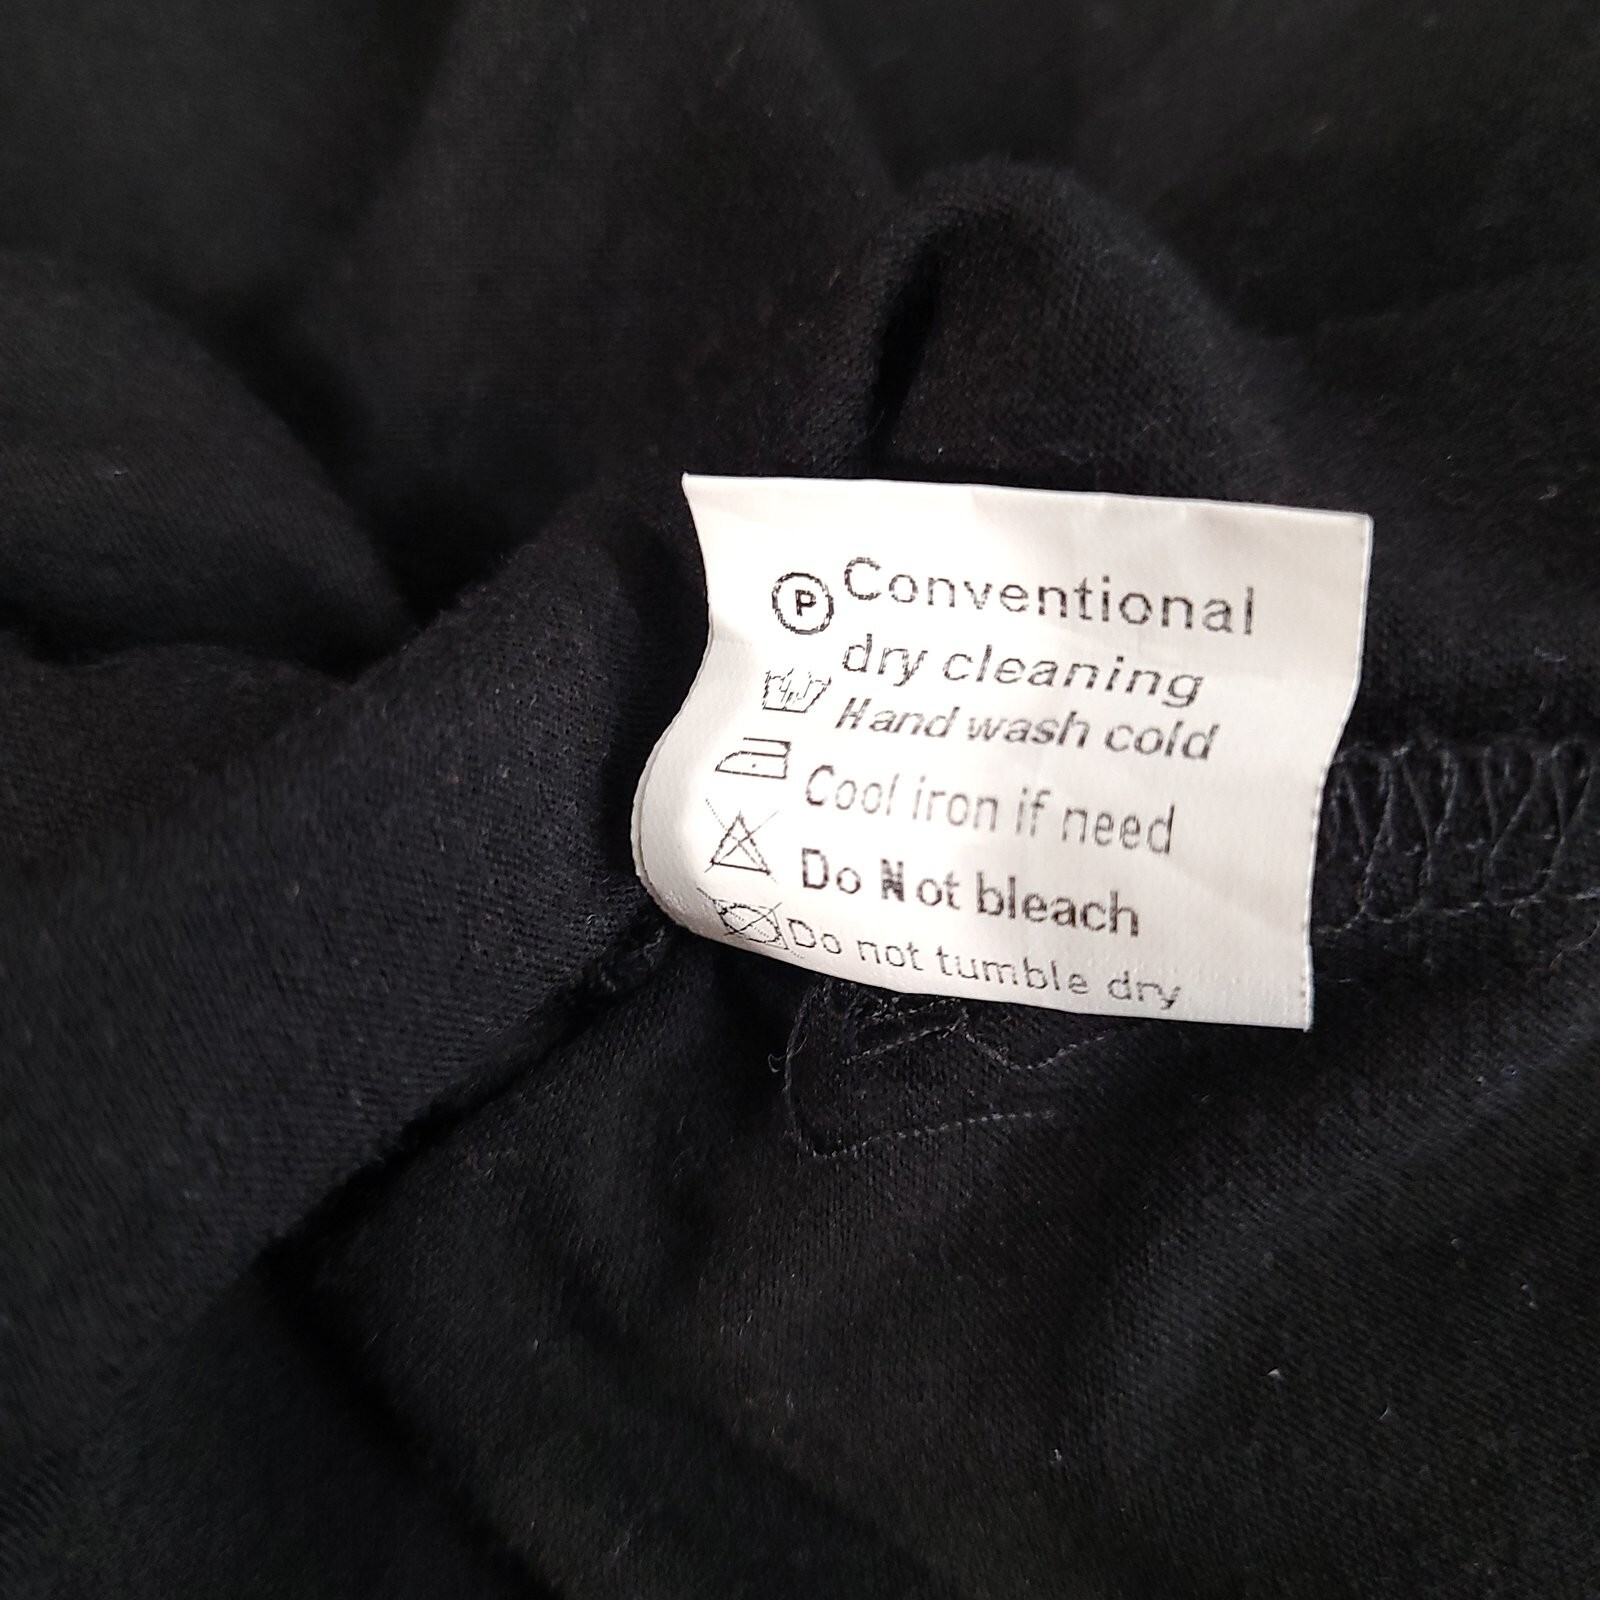 P Conventional
dry cleaning
Hand wash cold
Cool iron if need
Do Not bleach
Do not tumble dry